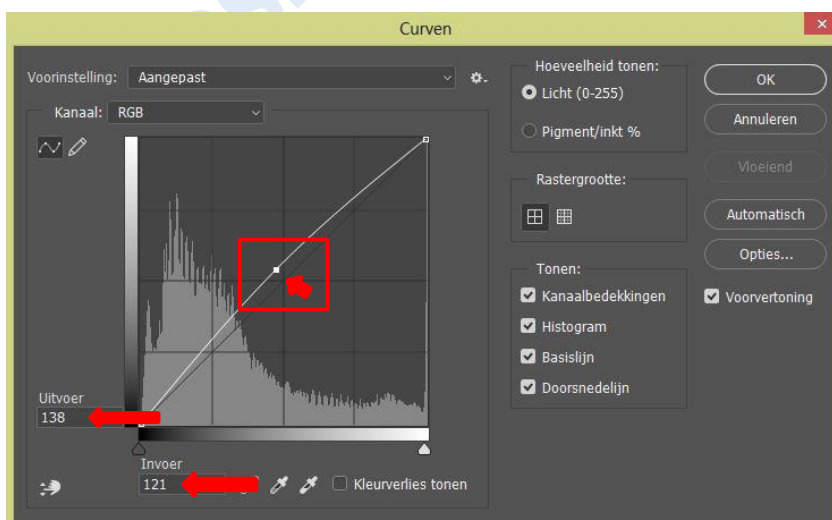 Curven
Voorinstelling: Aangepast
Kanaal: RGB
Uitvoer
138
Invoer
121
Kleurverlies tonen
Hoeveelheid tonen:
Licht (0-255)
Pigment/inkt %
Rastergrootte:
Tonen:
Kanaalbedekkingen
Histogram
Basislijn
Doorsnedelijn
OK
Annuleren
Vloeiend
Automatisch
Opties...
Voorvertoning